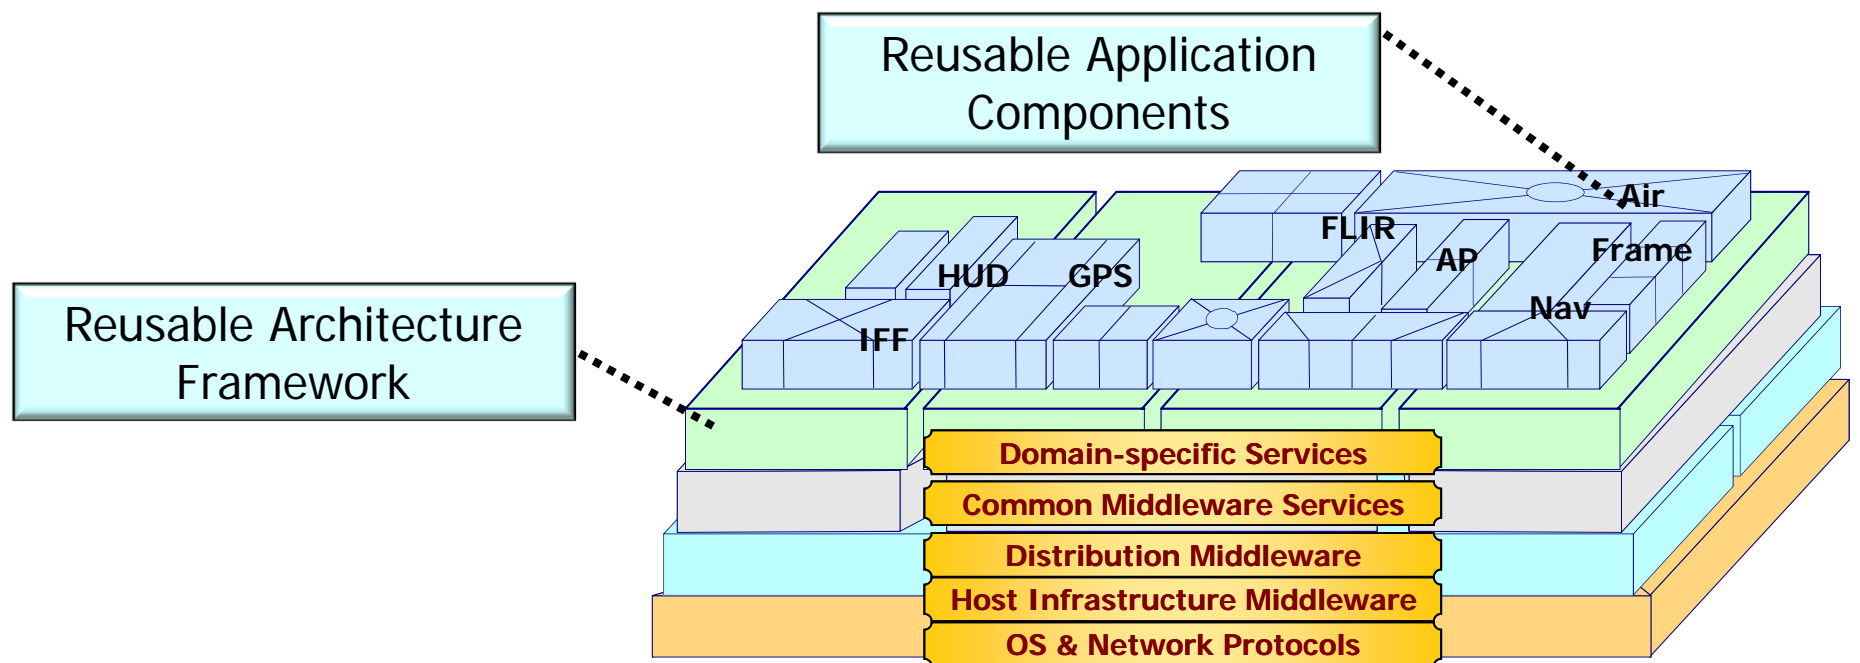 Reusable Application
Components
Reusable Architecture
Framework
Air
Frame
FLIR
AP
HUD
GPS
Nav
IFF
Domain-specific Services
Common Middleware Services
Distribution Middleware
Host Infrastructure Middleware
OS & Network Protocols